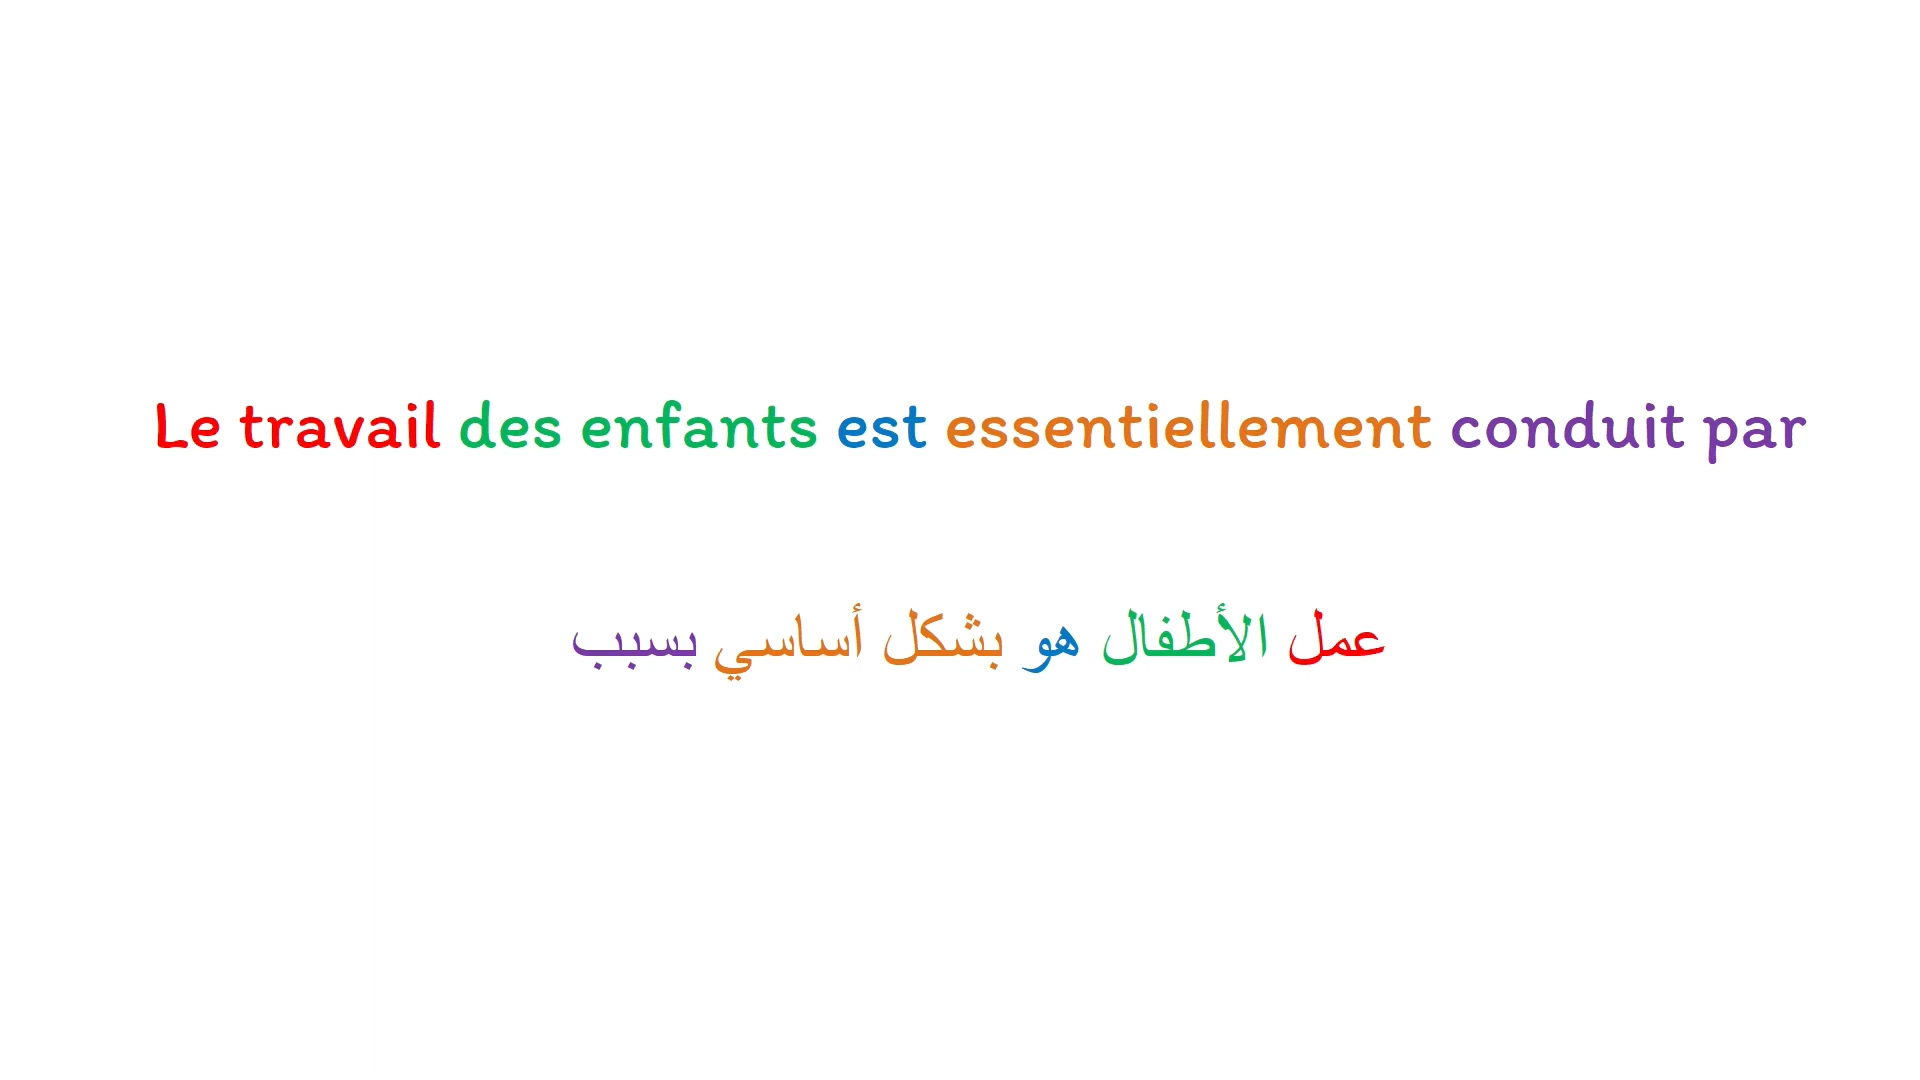 Le travail des enfants est essentiellement conduit par
عمل الأطفال هو بشكل أساسي بسبب